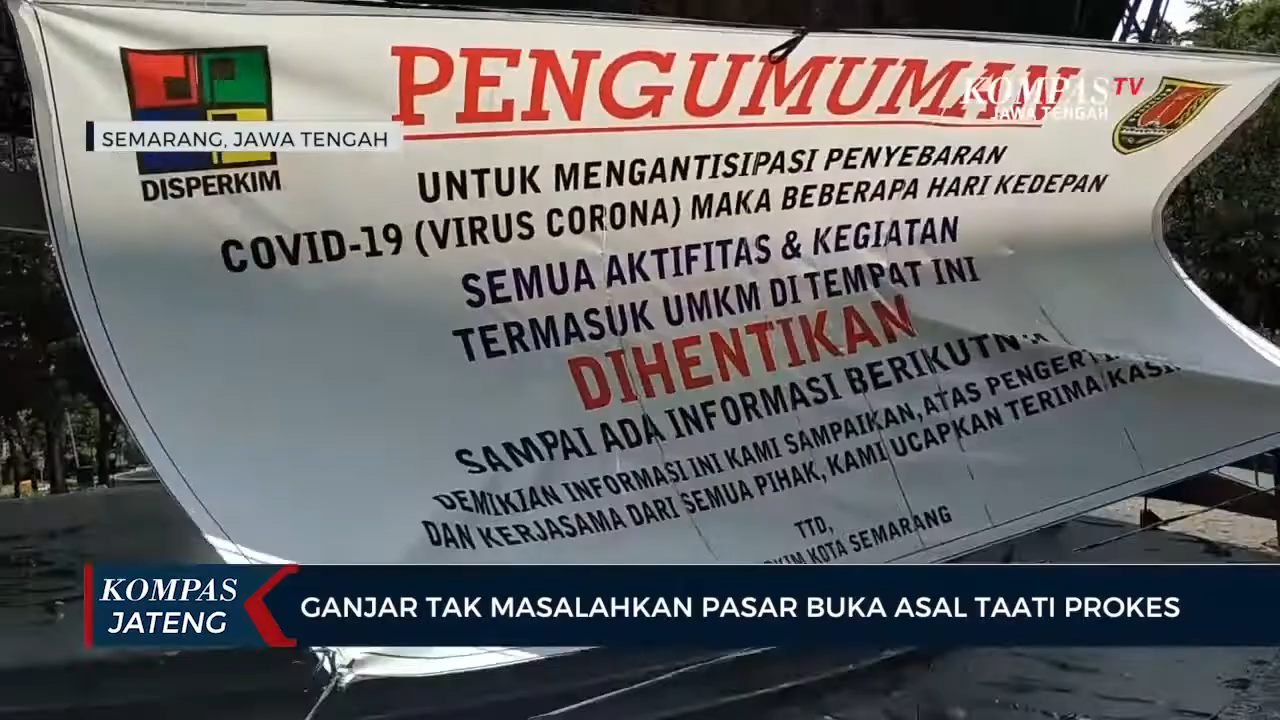 PENGUMUMAN
KOMPAS TV
JAWA TENGAH
SEMARANG, JAWA TENGAH
DISPERKIM
UNTUK MENGANTISIPASI PENYEBARAN
COVID-19 (VIRUS CORONA) MAKA BEBERAPA HARI KEDEPAN
SEMUA AKTIFITAS & KEGIATAN
TERMASUK UMKM DI TEMPAT INI
DIHENTIKAN
SAMPAI ADA INFORMASI BERIKUTNYA
DEMIKIAN INFORMASI INI KAMI SAMPAIKAN, ATAS
DAN KERJASAMA DARI SEMUA PIHAK, KAMI UCAPKAN TERIMA KASIH
TTD,
KOTA SEMARANG
KOMPAS
JATENG
GANJAR TAK MASALAHKAN PASAR BUKA ASAL TAATI PROKES